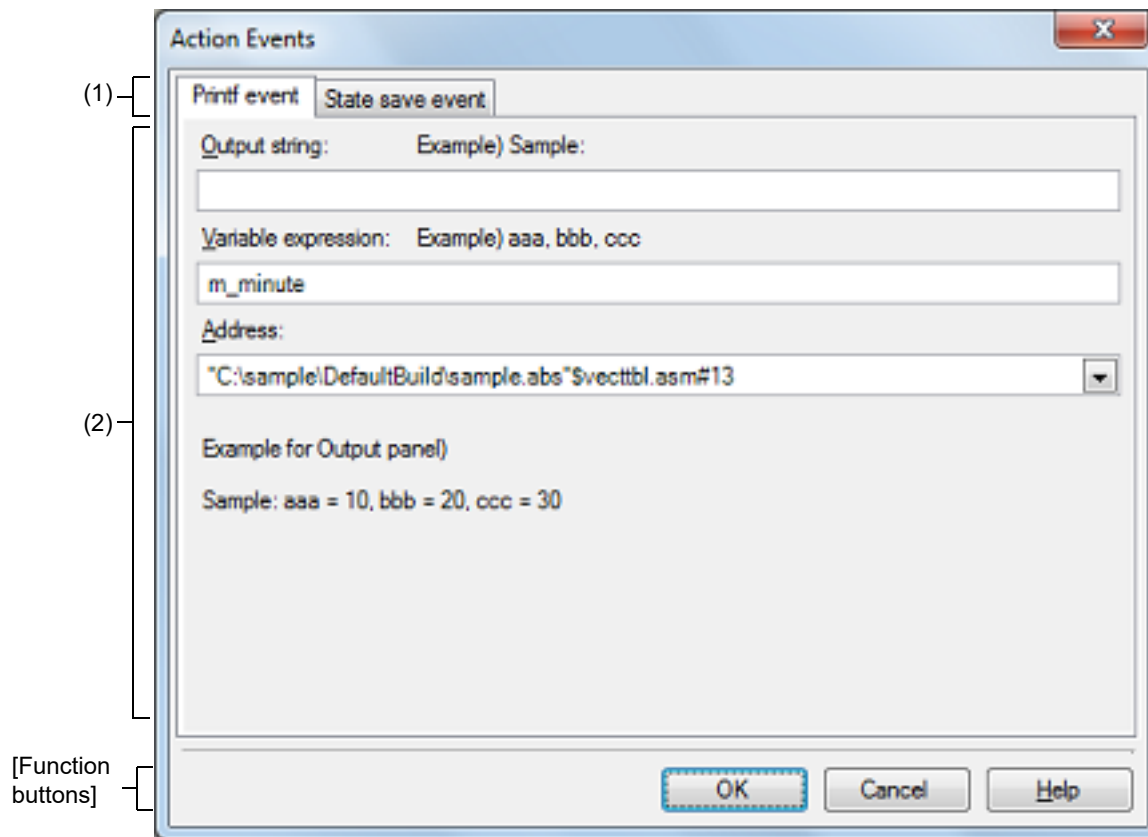 Action Events
(1)
Printf event State save event
Output string: Example) Sample:
Variable expression: Example) aaa, bbb, ccc
m_minute
Address:
"C:\sample\DefaultBuild\sample.abs"$vecttbl.asm#13
(2)
Example for Output panel)
Sample: aaa = 10, bbb = 20, ccc = 30
[Function
buttons]
OK Cancel Help